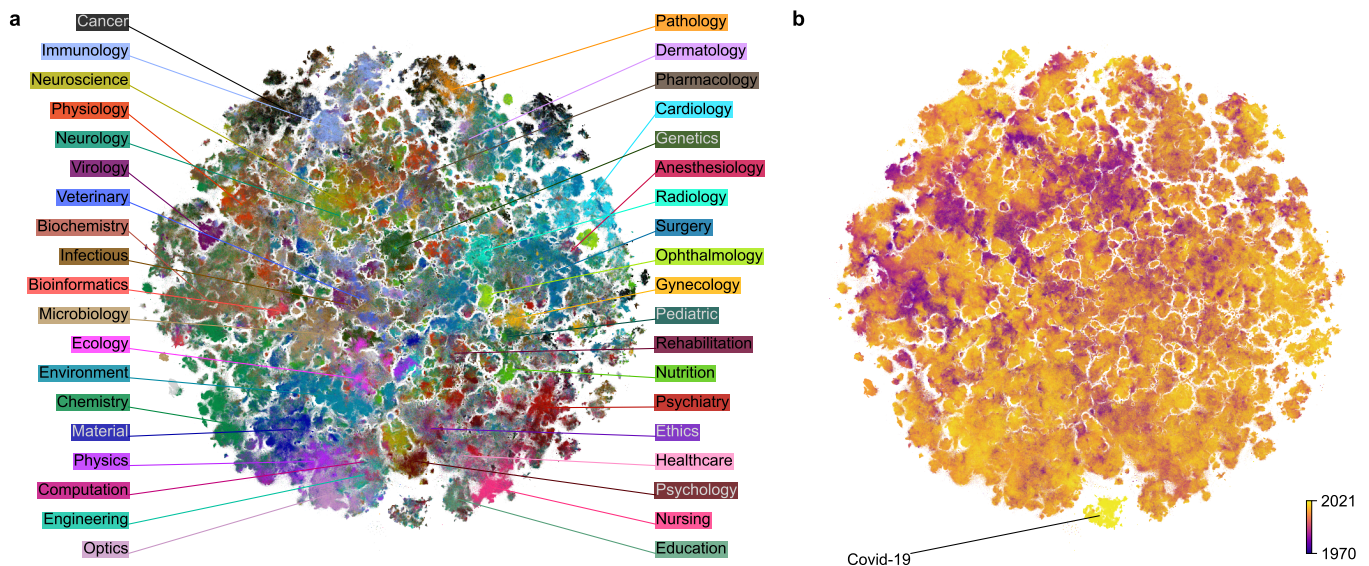 a
Cancer
Immunology
Neuroscience
Physiology
Neurology
Virology
Veterinary
Biochemistry
Infectious
Bioinformatics
Microbiology
Ecology
Environment
Chemistry
Material
Physics
Computation
Engineering
Optics
Pathology
Dermatology
Pharmacology
Cardiology
Genetics
Anesthesiology
Radiology
Surgery
Ophthalmology
Gynecology
Pediatric
Rehabilitation
Nutrition
Psychiatry
Ethics
Healthcare
Psychology
Nursing
Education
b
Covid-19
2021
1970